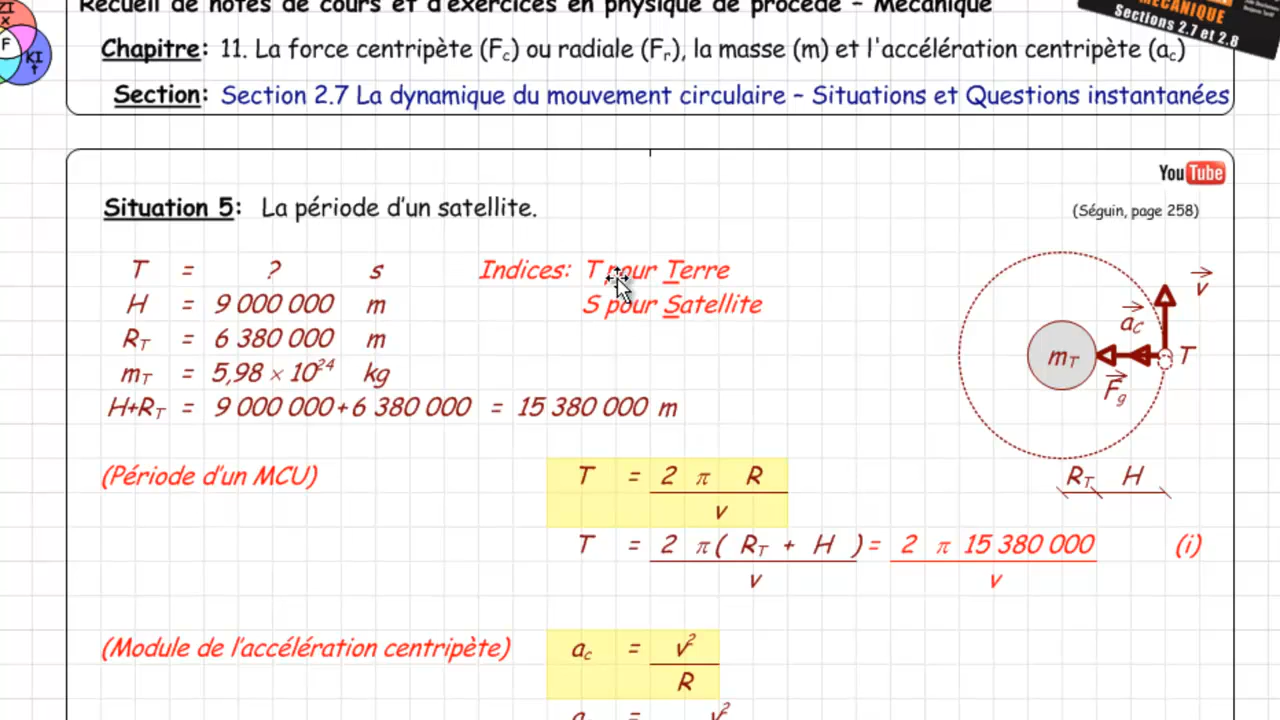 Recueil de notes de cours et d'exercices en physique de procédé – Mécanique
MÉCANIQUE
Sections 2.7 et 2.8
Chapitre: 11. La force centripète (Fc) ou radiale (Fr), la masse (m) et l'accélération centripète (ac)
Section: Section 2.7 La dynamique du mouvement circulaire – Situations et Questions instantanées
F
KI
t
YouTube
Situation 5: La période d'un satellite.
(Séguin, page 258)
T = ? s
Indices: T pour Terre
H = 9 000 000 m
S pour Satellite
RT = 6 380 000 m
mT = 5,98 × 10²⁴ kg
H+RT = 9 000 000+6 380 000 = 15 380 000 m
v
ac
mT
T
Fg
RT H
(Période d'un MCU)
T = 2 π R
v
T = 2 π ( RT + H ) = 2 π 15 380 000 (i)
v v
(Module de l'accélération centripète)
ac = v²
R